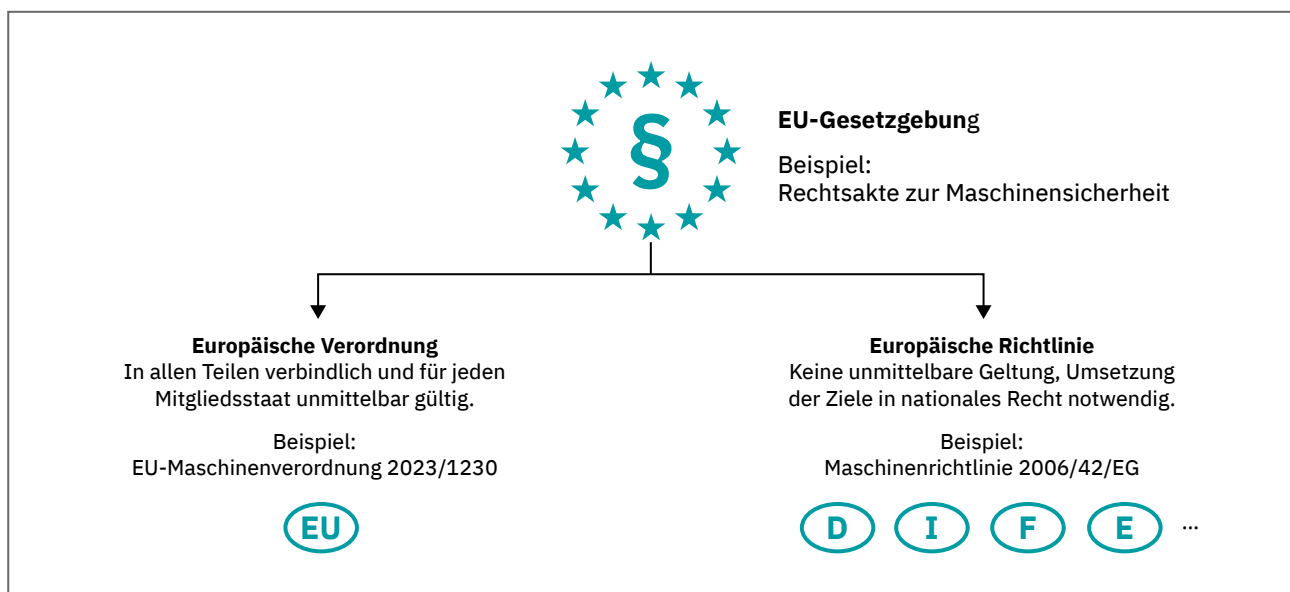 §
EU-Gesetzgebung
Beispiel:
Rechtsakte zur Maschinensicherheit
Europäische Verordnung
In allen Teilen verbindlich und für jeden
Mitgliedsstaat unmittelbar gültig.
Beispiel:
EU-Maschinenverordnung 2023/1230
EU
Europäische Richtlinie
Keine unmittelbare Geltung, Umsetzung
der Ziele in nationales Recht notwendig.
Beispiel:
Maschinenrichtlinie 2006/42/EG
D I F E ...